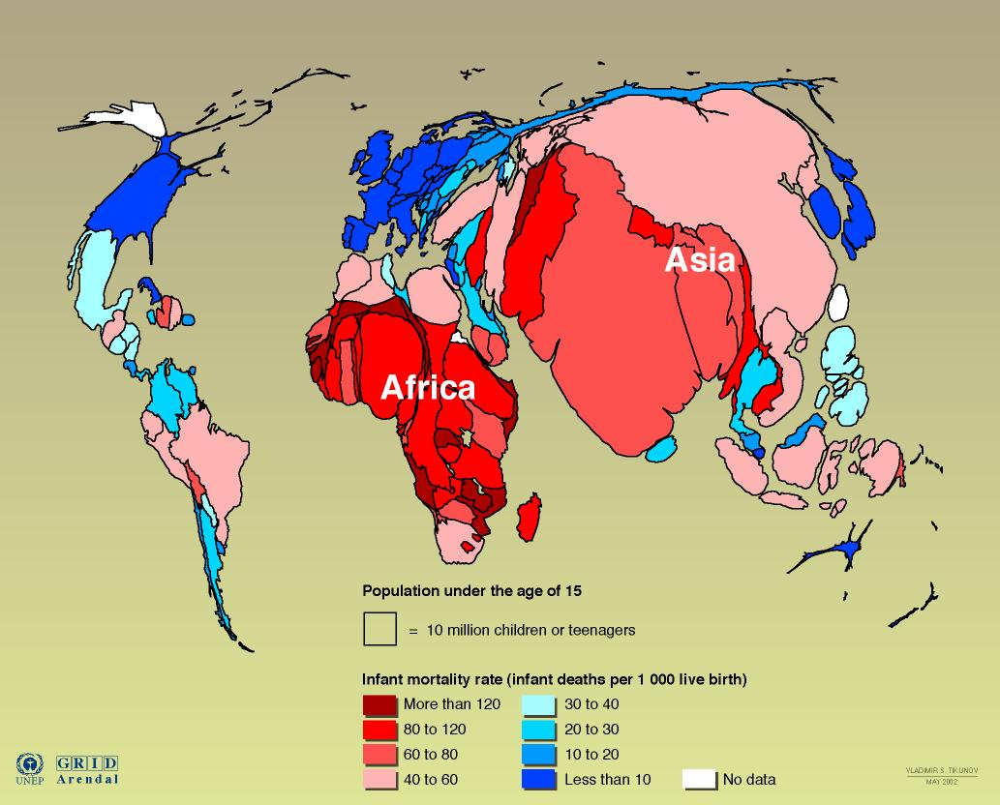 Asia
Africa
Population under the age of 15
= 10 million children or teenagers
Infant mortality rate (infant deaths per 1 000 live birth)
More than 120
80 to 120
60 to 80
40 to 60
30 to 40
20 to 30
10 to 20
Less than 10
No data
UNEP
GRID
Arendal
VLADIMIR S. TIKUNOV
MAY 2002